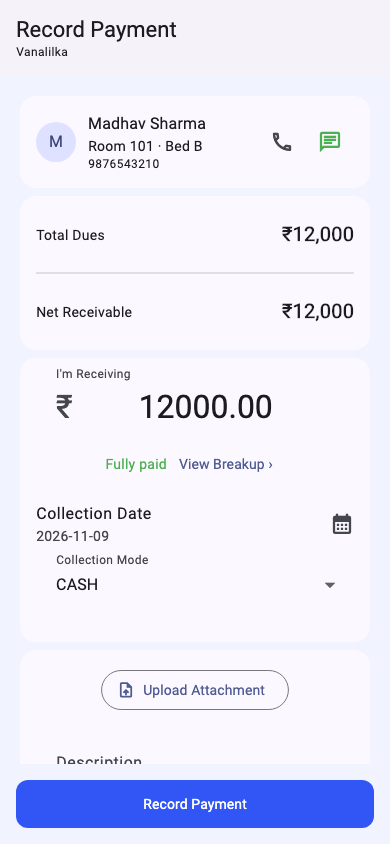 Record Payment
Vanalilka
M
Madhav Sharma
Room 101 · Bed B
9876543210
Total Dues
₹12,000
Net Receivable
₹12,000
I'm Receiving
₹ 12000.00
Fully paid View Breakup ›
Collection Date
2026-11-09
Collection Mode
CASH
Upload Attachment
Description
Record Payment